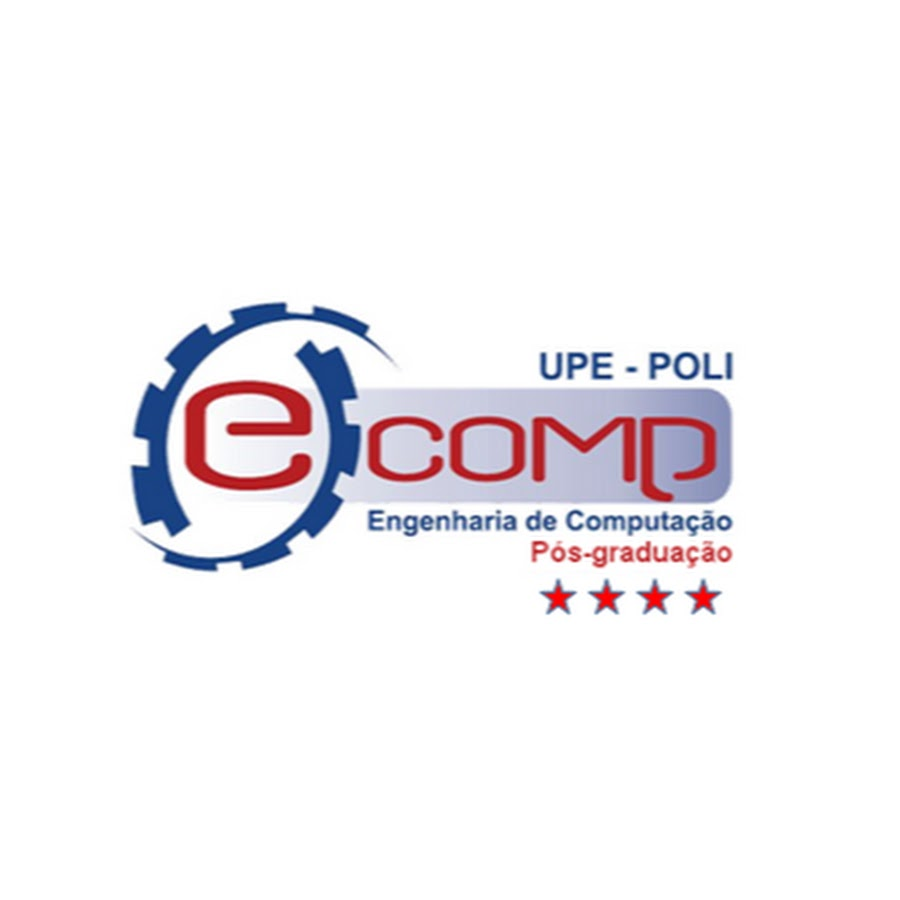 UPE - POLI
ecomp
Engenharia de Computação
Pós-graduação